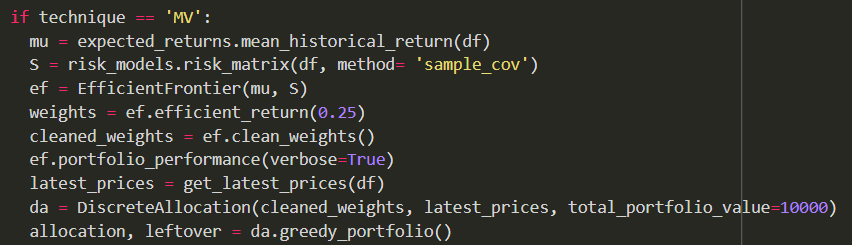 if technique == 'MV':
  mu = expected_returns.mean_historical_return(df)
  S = risk_models.risk_matrix(df, method= 'sample_cov')
  ef = EfficientFrontier(mu, S)
  weights = ef.efficient_return(0.25)
  cleaned_weights = ef.clean_weights()
  ef.portfolio_performance(verbose=True)
  latest_prices = get_latest_prices(df)
  da = DiscreteAllocation(cleaned_weights, latest_prices, total_portfolio_value=10000)
  allocation, leftover = da.greedy_portfolio()